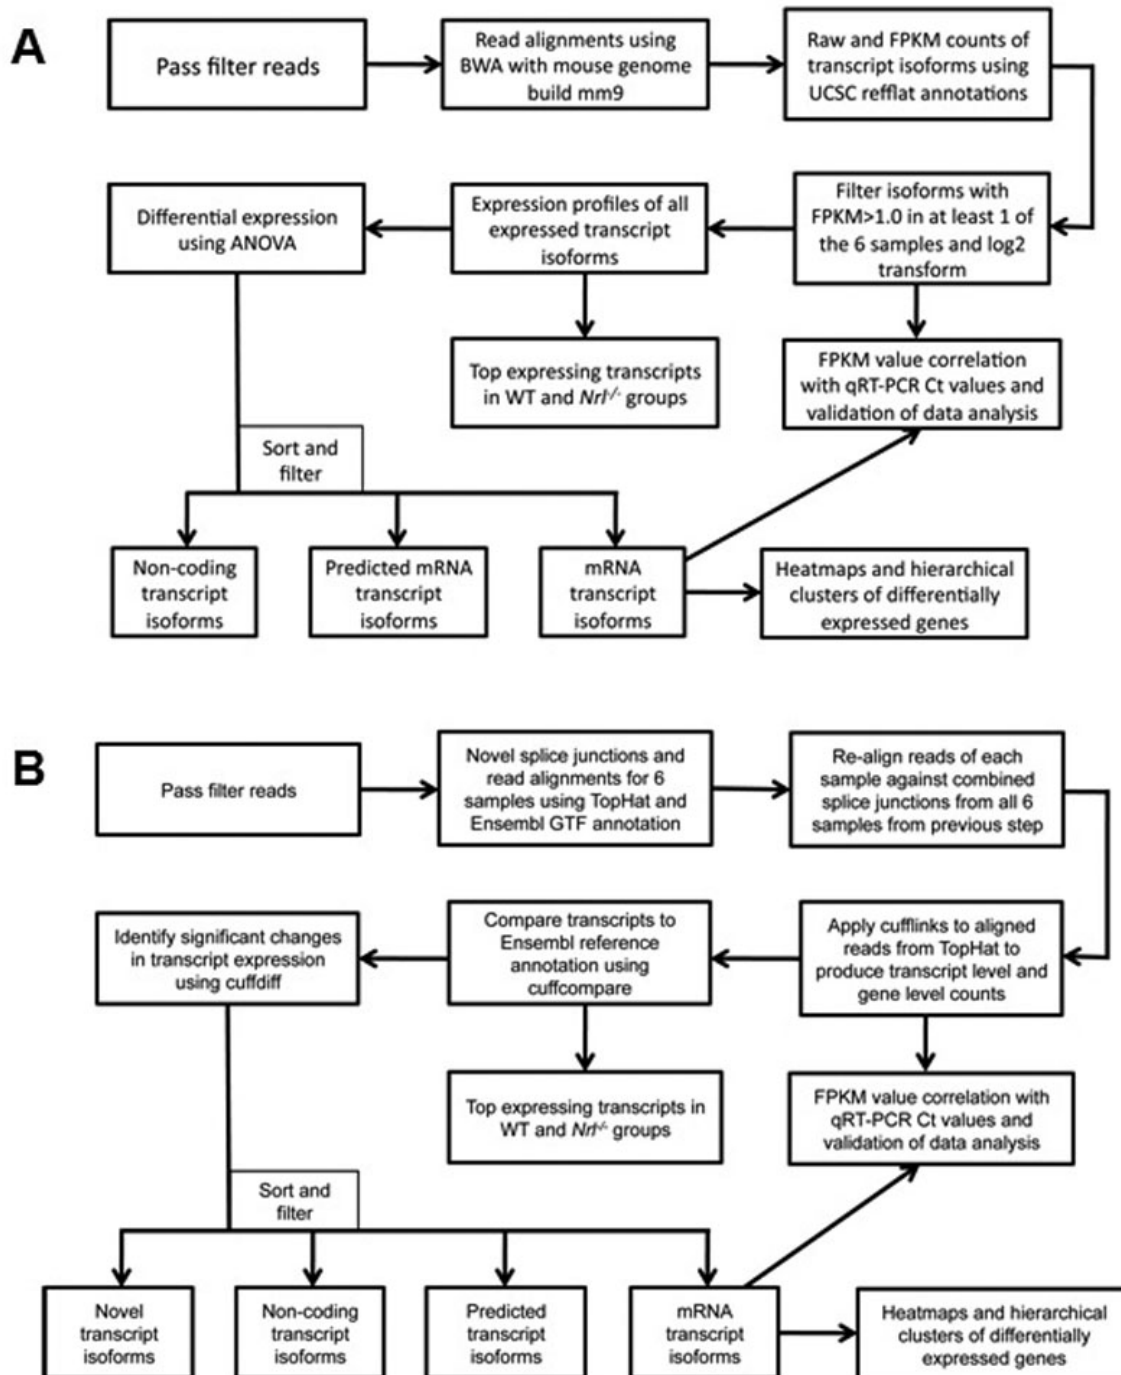 A
Pass filter reads
Read alignments using
BWA with mouse genome
build mm9
Raw and FPKM counts of
transcript isoforms using
UCSC refflat annotations
Differential expression
using ANOVA
Expression profiles of all
expressed transcript
isoforms
Filter isoforms with
FPKM>1.0 in at least 1 of
the 6 samples and log2
transform
Top expressing transcripts
in WT and Nrl-/- groups
FPKM value correlation
with qRT-PCR Ct values and
validation of data analysis
Sort and
filter
Non-coding
transcript
isoforms
Predicted mRNA
transcript
isoforms
mRNA
transcript
isoforms
Heatmaps and hierarchical
clusters of differentially
expressed genes
B
Pass filter reads
Novel splice junctions and
read alignments for 6
samples using TopHat and
Ensembl GTF annotation
Re-align reads of each
sample against combined
splice junctions from all 6
samples from previous step
Identify significant changes
in transcript expression
using cuffdiff
Compare transcripts to
Ensembl reference
annotation using
cuffcompare
Apply cufflinks to aligned
reads from TopHat to
produce transcript level and
gene level counts
Top expressing transcripts in
WT and Nrl-/- groups
FPKM value correlation with
qRT-PCR Ct values and
validation of data analysis
Sort and
filter
Novel
transcript
isoforms
Non-coding
transcript
isoforms
Predicted
transcript
isoforms
mRNA
transcript
isoforms
Heatmaps and hierarchical
clusters of differentially
expressed genes